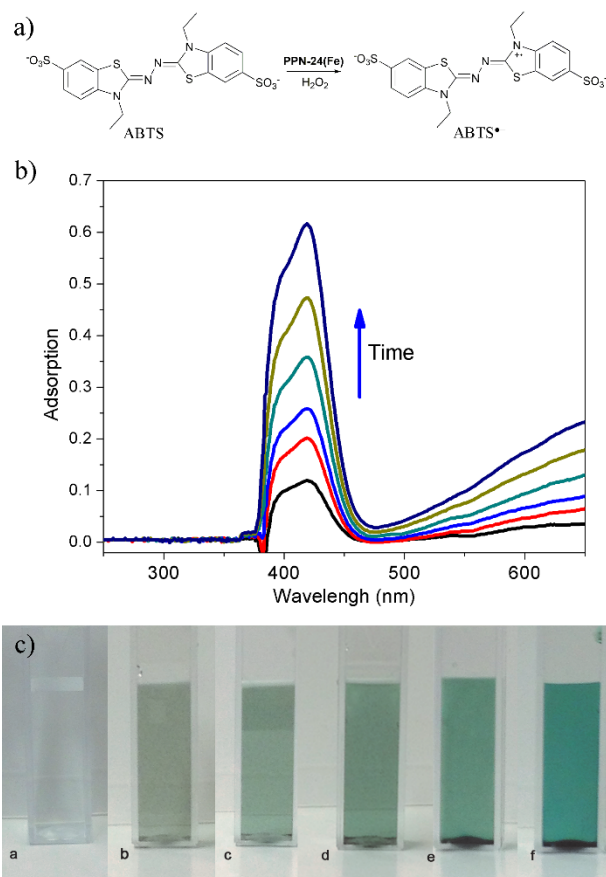 a)
⁻O₃S
S
N
N
N
N
S
SO₃⁻
ABTS
PPN-24(Fe)
H₂O₂
⁻O₃S
S
N
N
N
N
+•
S
SO₃⁻
ABTS•
b)
0.7
0.6
0.5
0.4
0.3
0.2
0.1
0.0
Adsorption
Time
300 400 500 600
Wavelengh (nm)
c)
a b c d e f